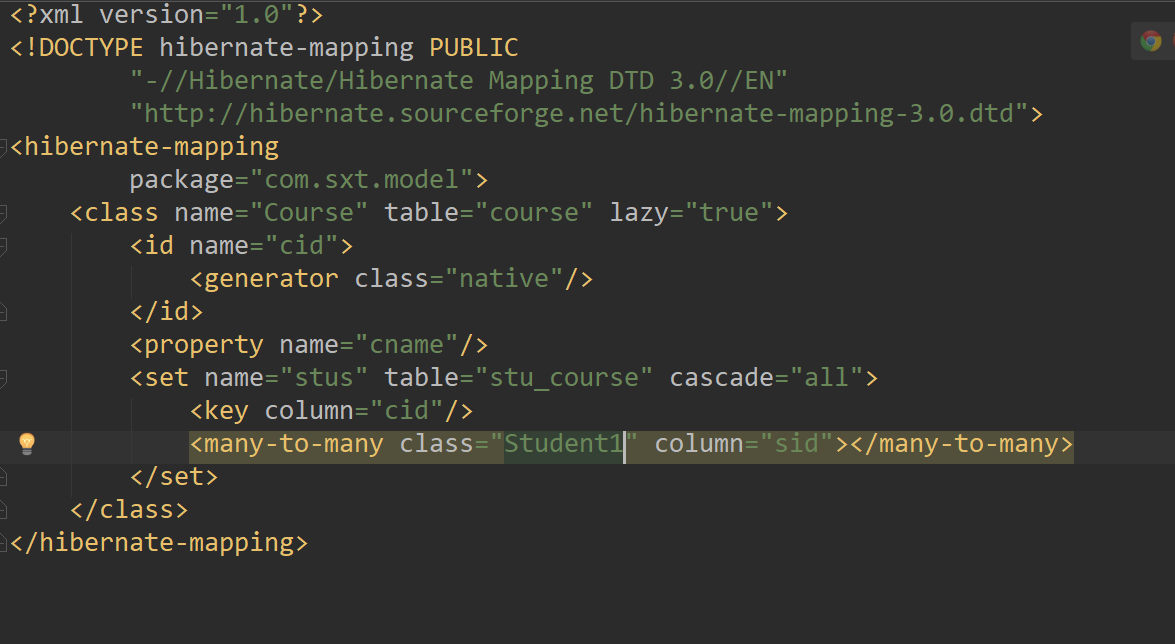 <?xml version="1.0"?>
<!DOCTYPE hibernate-mapping PUBLIC
        "-//Hibernate/Hibernate Mapping DTD 3.0//EN"
        "http://hibernate.sourceforge.net/hibernate-mapping-3.0.dtd">
<hibernate-mapping
        package="com.sxt.model">
    <class name="Course" table="course" lazy="true">
        <id name="cid">
            <generator class="native"/>
        </id>
        <property name="cname"/>
        <set name="stus" table="stu_course" cascade="all">
            <key column="cid"/>
            <many-to-many class="Student1" column="sid"></many-to-many>
        </set>
    </class>
</hibernate-mapping>